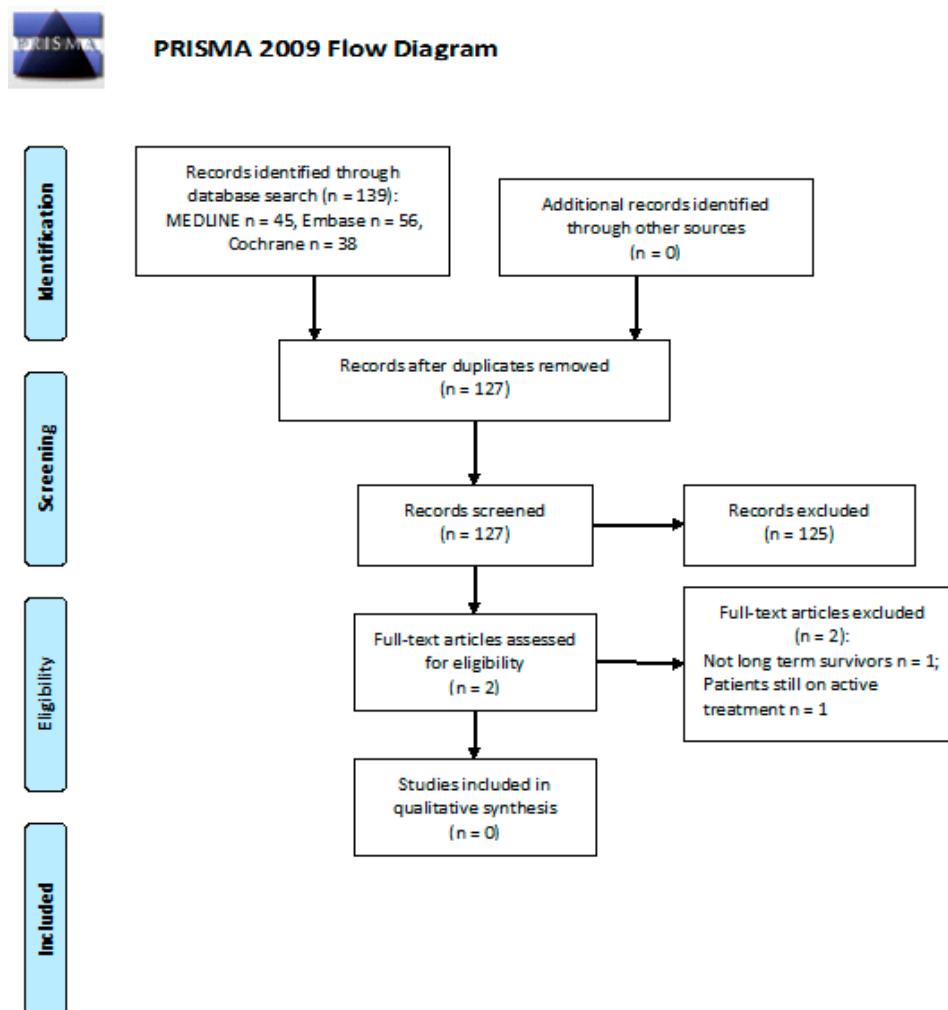 PRISMA
PRISMA 2009 Flow Diagram
Identification
Records identified through
database search (n = 139):
MEDLINE n = 45, Embase n = 56,
Cochrane n = 38
Additional records identified
through other sources
(n = 0)
Records after duplicates removed
(n = 127)
Screening
Records screened
(n = 127)
Records excluded
(n = 125)
Eligibility
Full-text articles assessed
for eligibility
(n = 2)
Full-text articles excluded
(n = 2):
Not long term survivors n = 1;
Patients still on active
treatment n = 1
Studies included in
qualitative synthesis
(n = 0)
Included